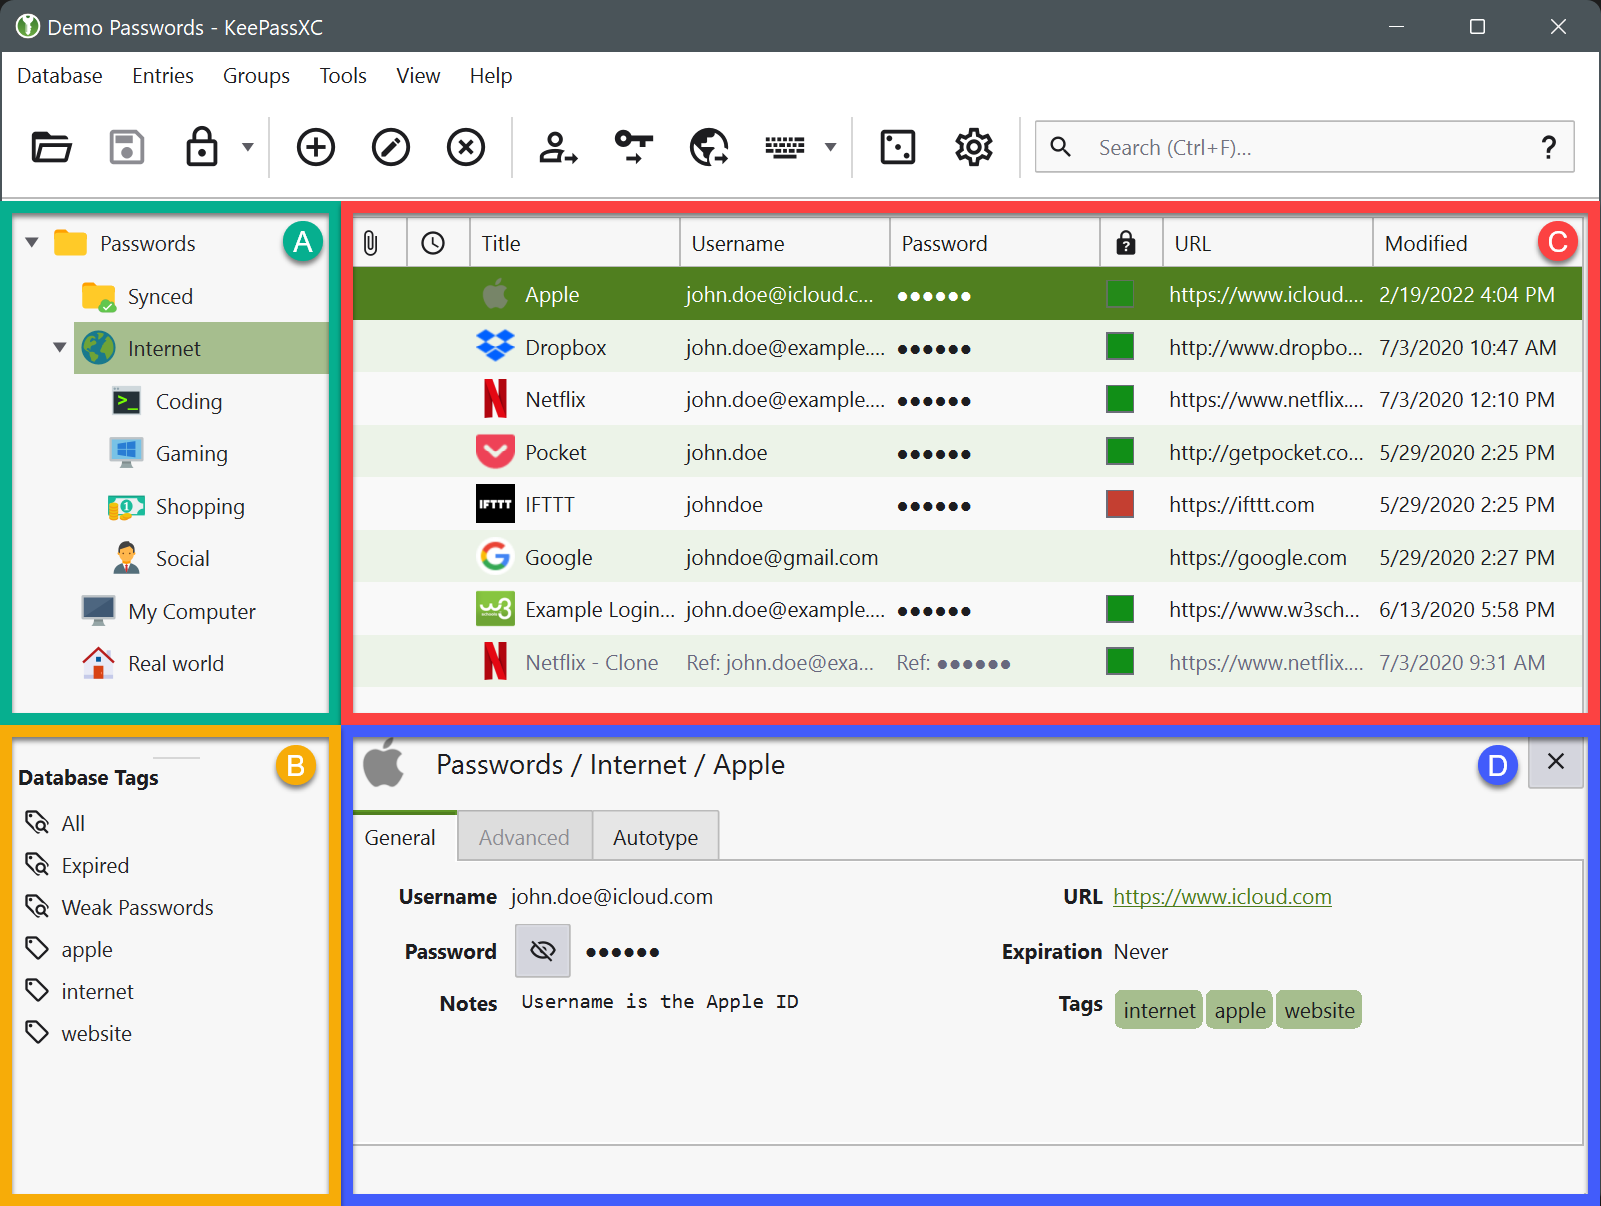 Demo Passwords - KeePassXC
Database Entries Groups Tools View Help
Search (Ctrl+F)... ?
Passwords A
Synced
Internet
Coding
Gaming
Shopping
Social
My Computer
Real world
Title Username Password ? URL Modified C
Apple john.doe@icloud.c... ●●●●●● https://www.icloud.... 2/19/2022 4:04 PM
Dropbox john.doe@example.... ●●●●●● http://www.dropbo... 7/3/2020 10:47 AM
N Netflix john.doe@example.... ●●●●●● https://www.netflix.... 7/3/2020 12:10 PM
Pocket john.doe ●●●●●● http://getpocket.co... 5/29/2020 2:25 PM
IFTTT IFTTT johndoe ●●●●●● https://ifttt.com 5/29/2020 2:25 PM
G Google johndoe@gmail.com https://google.com 5/29/2020 2:27 PM
w3 Example Login... john.doe@example.... ●●●●●● https://www.w3sch... 6/13/2020 5:58 PM
N Netflix - Clone Ref: john.doe@exa... Ref: ●●●●●● https://www.netflix.... 7/3/2020 9:31 AM
Database Tags B
All
Expired
Weak Passwords
apple
internet
website
Passwords / Internet / Apple D
General Advanced Autotype
Username john.doe@icloud.com URL https://www.icloud.com
Password ●●●●●● Expiration Never
Notes Username is the Apple ID Tags internet apple website